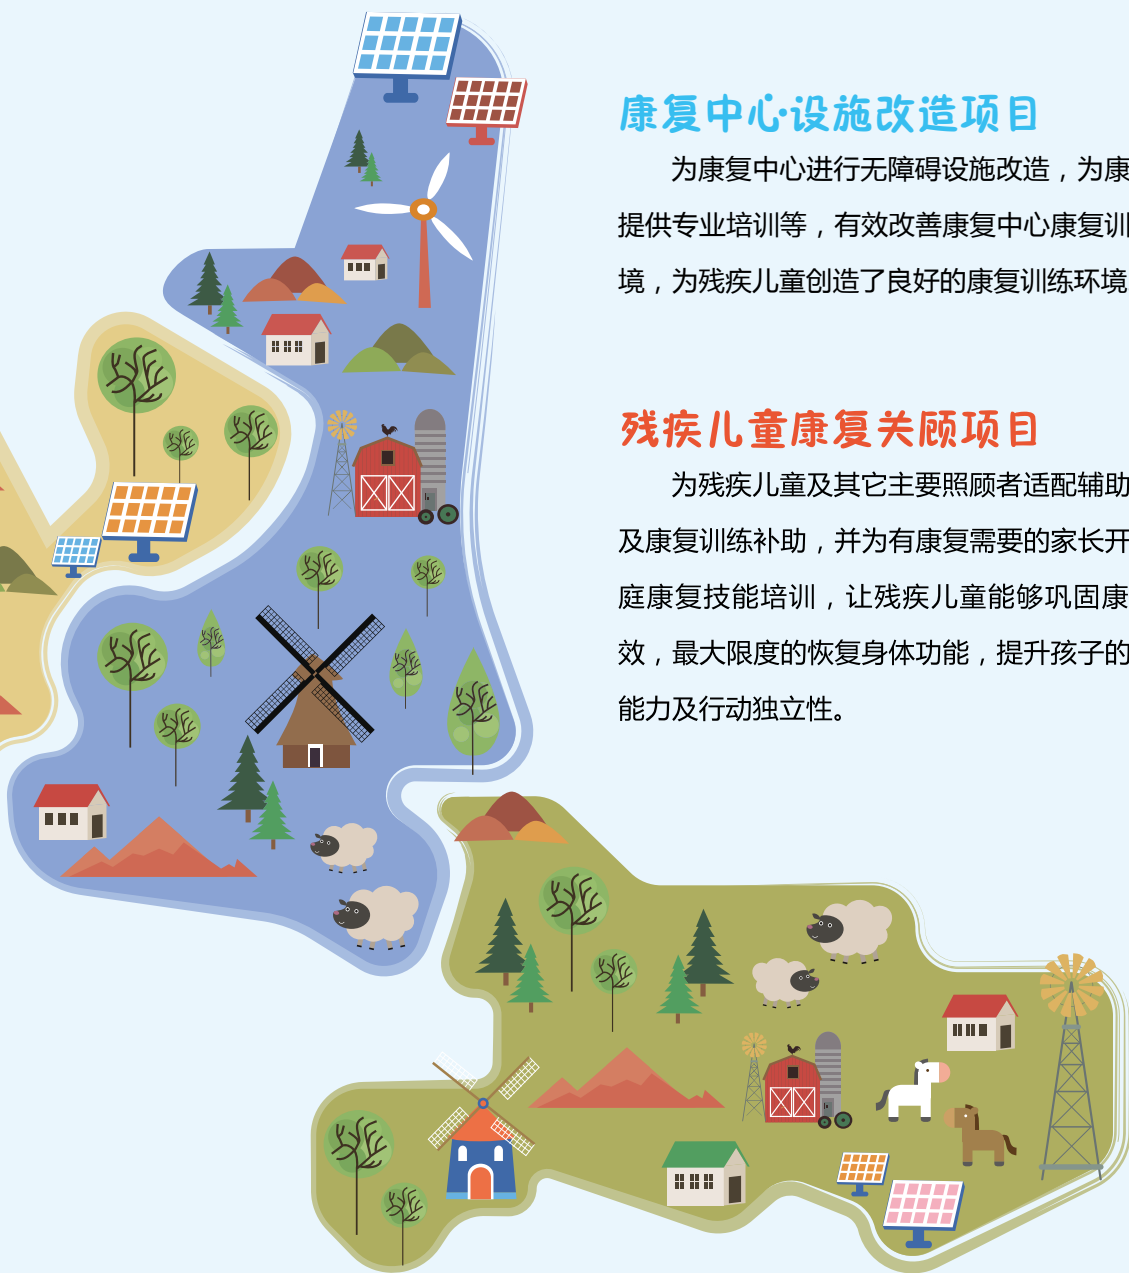 康复中心设施改造项目
为康复中心进行无障碍设施改造，为康
提供专业培训等，有效改善康复中心康复训
境，为残疾儿童创造了良好的康复训练环境
残疾儿童康复关顾项目
为残疾儿童及其它主要照顾者适配辅助
及康复训练补助，并为有康复需要的家长开
庭康复技能培训，让残疾儿童能够巩固康
效，最大限度的恢复身体功能，提升孩子的
能力及行动独立性。